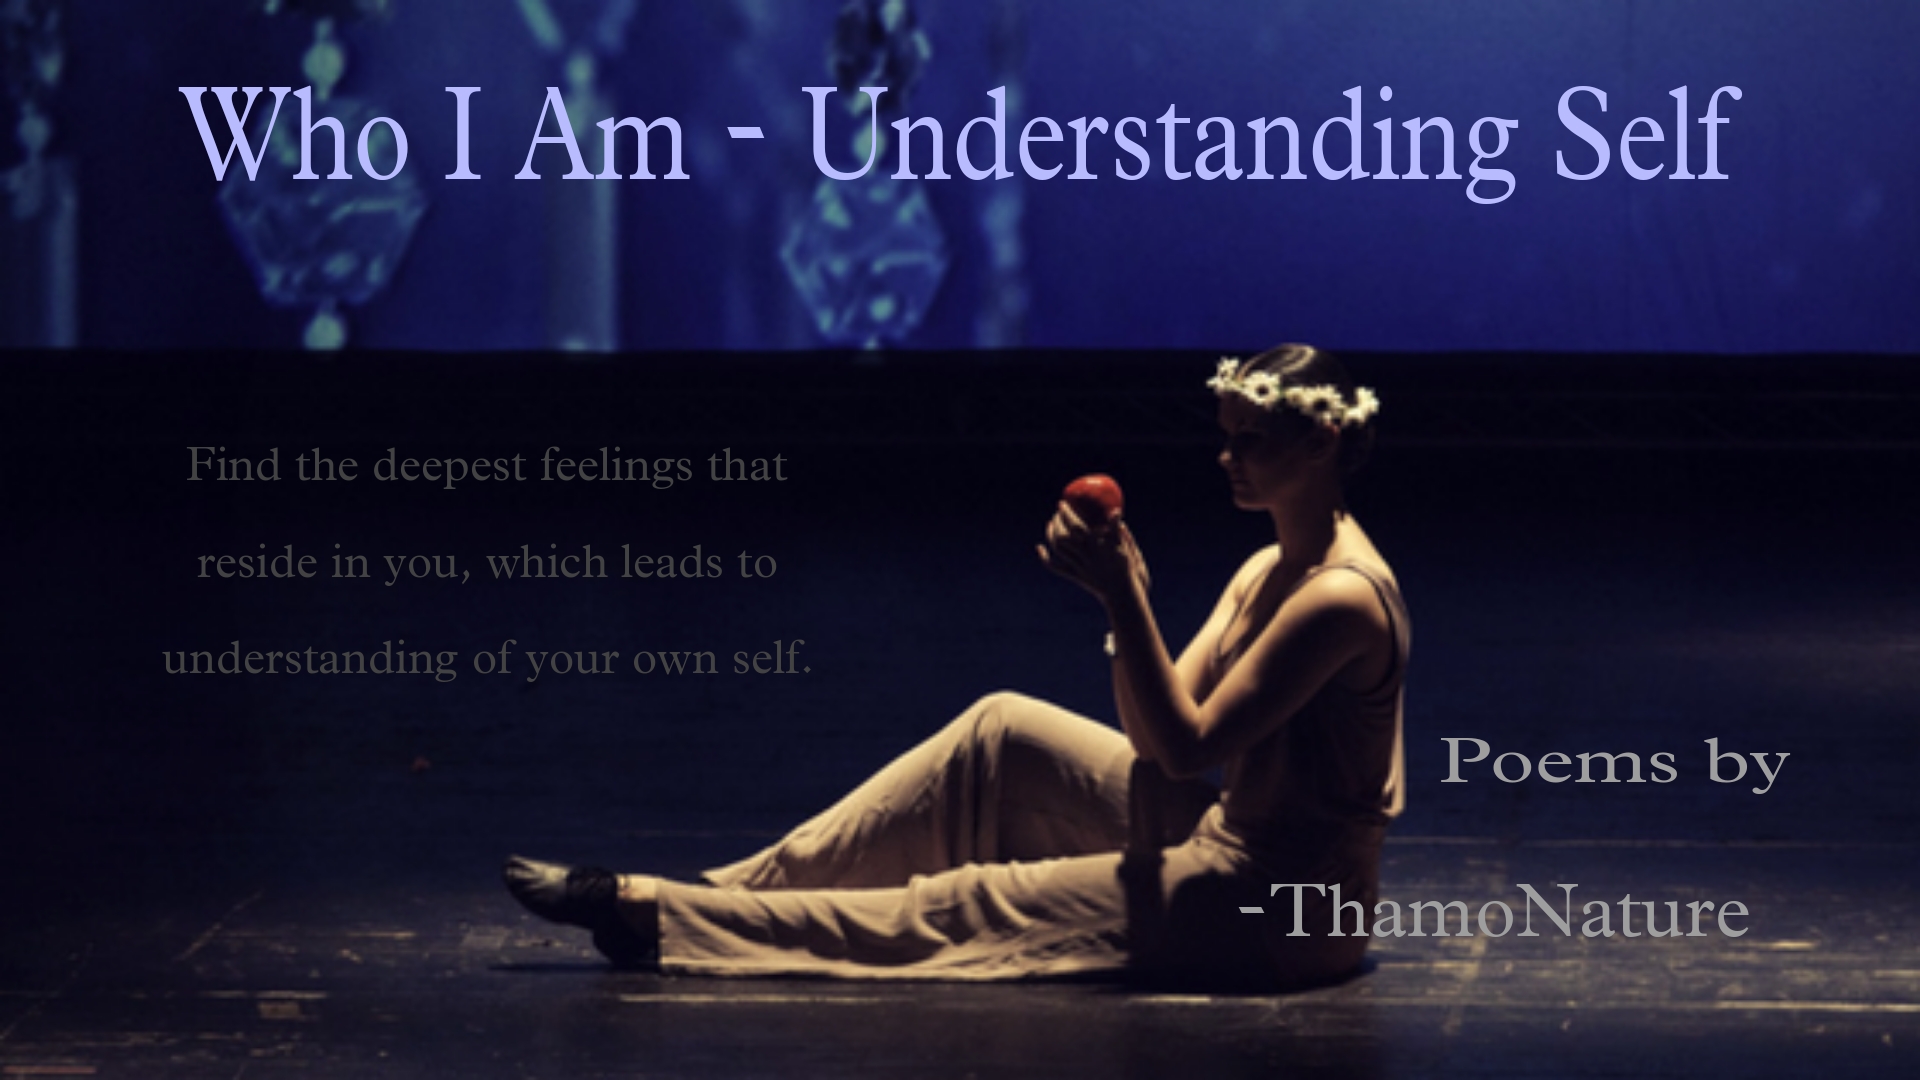 Who I Am - Understanding Self
Find the deepest feelings that
reside in you, which leads to
understanding of your own self.
Poems by
-ThamoNature